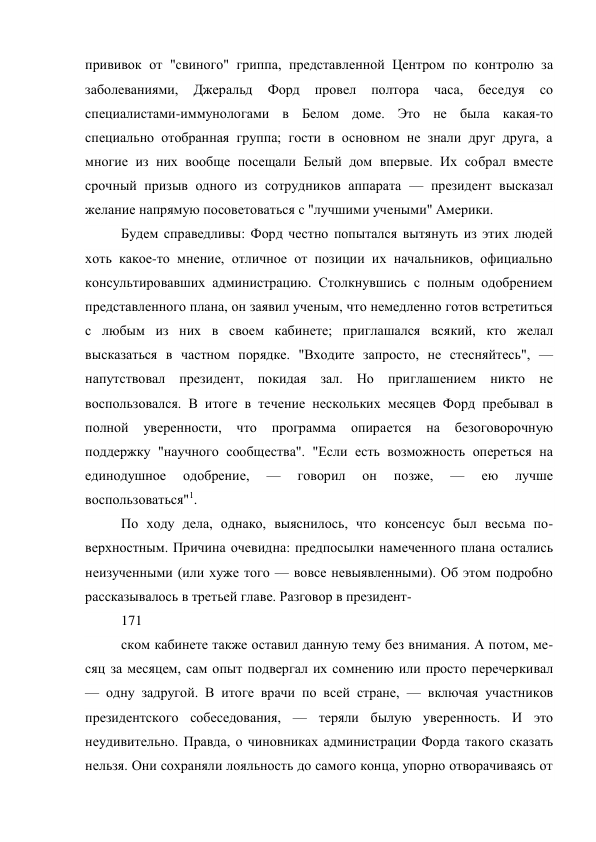 прививок от "свиного" гриппа, представленной Центром по контролю за
заболеваниями, Джеральд Форд провел полтора часа, беседуя со
специалистами-иммунологами в Белом доме. Это не была какая-то
специально отобранная группа; гости в основном не знали друг друга, а
многие из них вообще посещали Белый дом впервые. Их собрал вместе
срочный призыв одного из сотрудников аппарата — президент высказал
желание напрямую посоветоваться с "лучшими учеными" Америки.
Будем справедливы: Форд честно попытался вытянуть из этих людей
хоть какое-то мнение, отличное от позиции их начальников, официально
консультировавших администрацию. Столкнувшись с полным одобрением
представленного плана, он заявил ученым, что немедленно готов встретиться
с любым из них в своем кабинете; приглашался всякий, кто желал
высказаться в частном порядке. "Входите запросто, не стесняйтесь", —
напутствовал президент, покидая зал. Но приглашением никто не
воспользовался. В итоге в течение нескольких месяцев Форд пребывал в
полной уверенности, что программа опирается на безоговорочную
поддержку "научного сообщества". "Если есть возможность опереться на
единодушное одобрение, — говорил он позже, — ею лучше
воспользоваться"1.
По ходу дела, однако, выяснилось, что консенсус был весьма по-
верхностным. Причина очевидна: предпосылки намеченного плана остались
неизученными (или хуже того — вовсе невыявленными). Об этом подробно
рассказывалось в третьей главе. Разговор в президент-
171
ском кабинете также оставил данную тему без внимания. А потом, ме-
сяц за месяцем, сам опыт подвергал их сомнению или просто перечеркивал
— одну задругой. В итоге врачи по всей стране, — включая участников
президентского собеседования, — теряли былую уверенность. И это
неудивительно. Правда, о чиновниках администрации Форда такого сказать
нельзя. Они сохраняли лояльность до самого конца, упорно отворачиваясь от